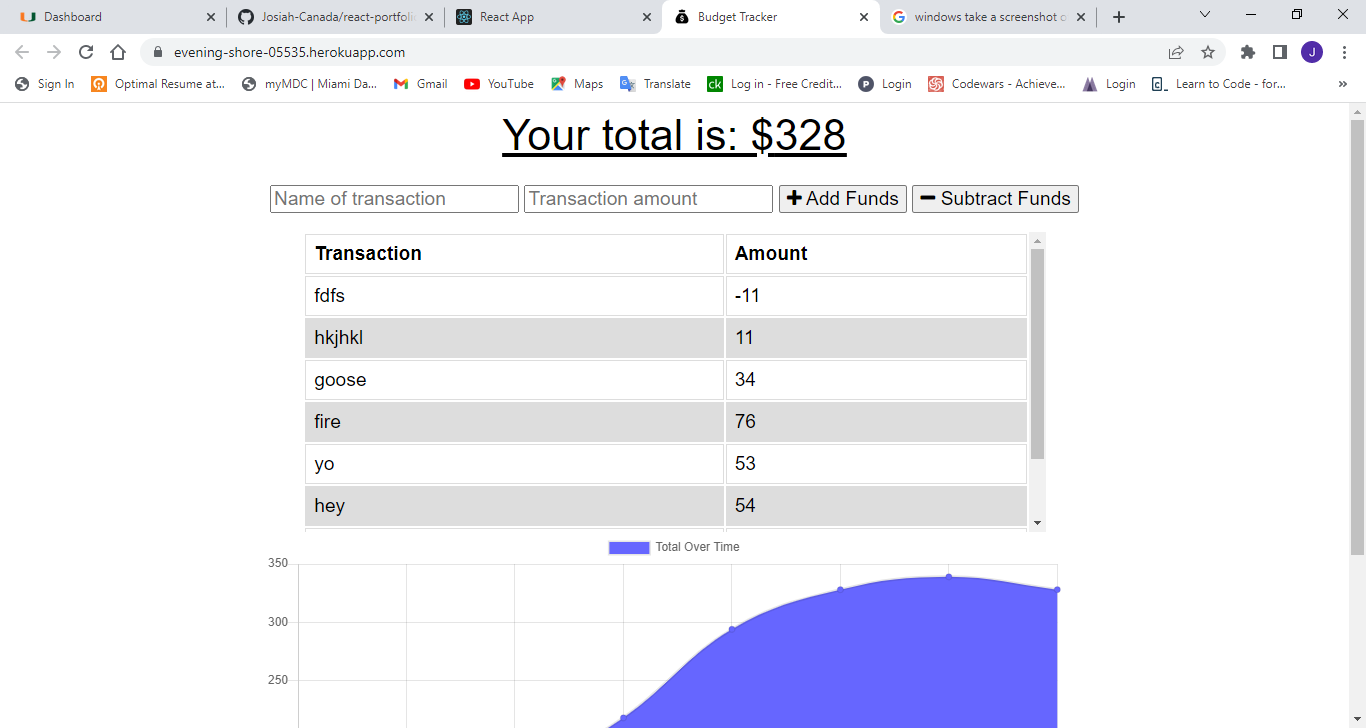 Dashboard
Josiah-Canada/react-portfoli
React App
Budget Tracker
windows take a screenshot o
evening-shore-05535.herokuapp.com
J
Sign In
Optimal Resume at...
myMDC | Miami Da...
Gmail
YouTube
Maps
Translate
ck
Log in - Free Credit...
P
Login
Codewars - Achieve...
Login
Learn to Code - for...
»
Your total is: $328
Name of transaction Transaction amount Add Funds Subtract Funds
Transaction Amount
fdfs -11
hkjhkl 11
goose 34
fire 76
yo 53
hey 54
Total Over Time
350
300
250